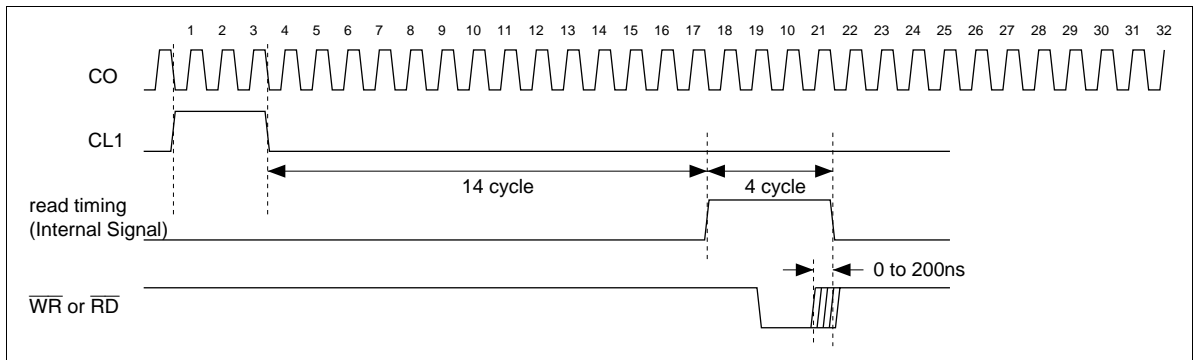 1 2 3 4 5 6 7 8 9 10 11 12 13 14 15 16 17 18 19 10 21 22 23 24 25 26 27 28 29 30 31 32
CO
CL1
14 cycle 4 cycle
read timing
(Internal Signal)
0 to 200ns
WR or RD